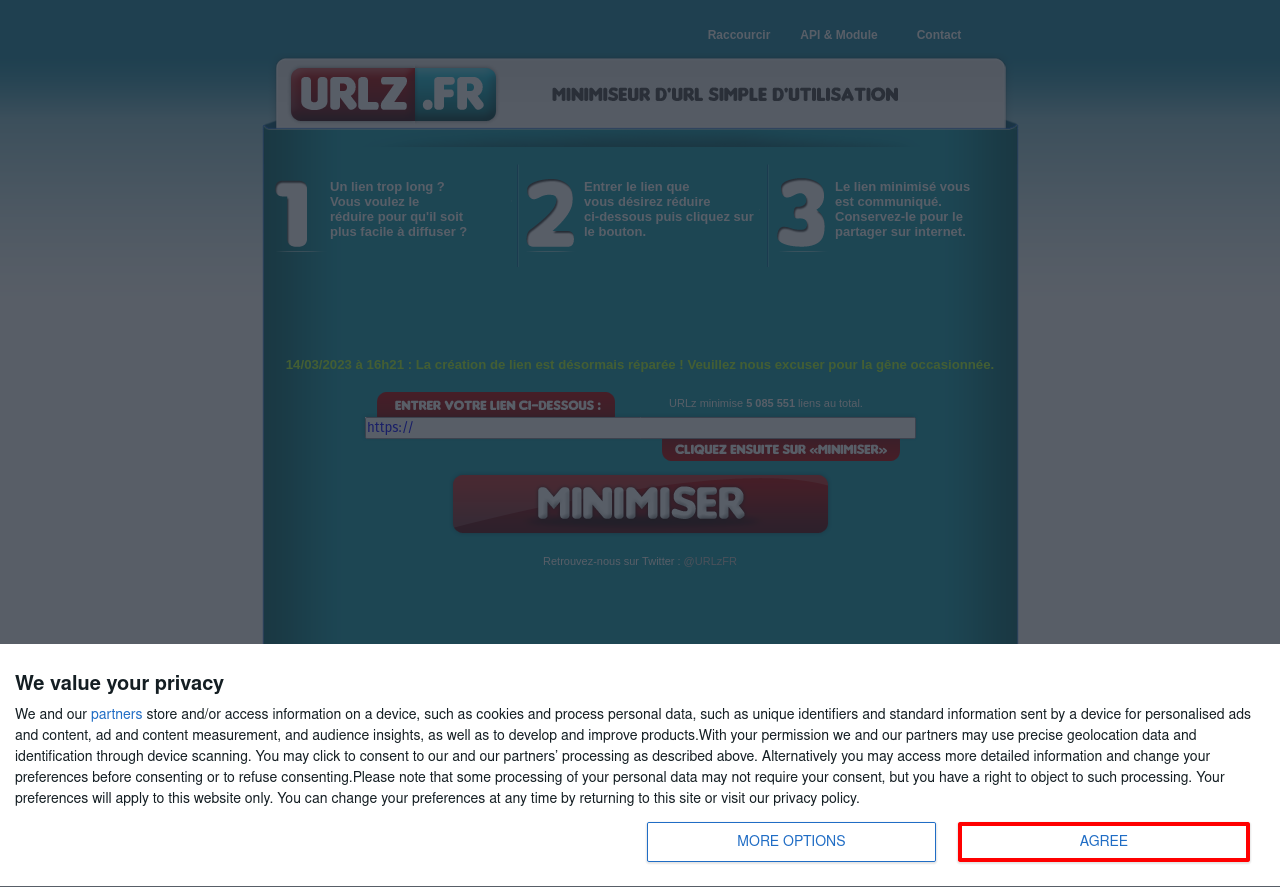 Raccourcir API & Module Contact
URLZ .FR MINIMISEUR D'URL SIMPLE D'UTILISATION
1
Un lien trop long ?
Vous voulez le
réduire pour qu'il soit
plus facile à diffuser ?
2
Entrer le lien que
vous désirez réduire
ci-dessous puis cliquez sur
le bouton.
3
Le lien minimisé vous
est communiqué.
Conservez-le pour le
partager sur internet.
14/03/2023 à 16h21 : La création de lien est désormais réparée ! Veuillez nous excuser pour la gêne occasionnée.
ENTRER VOTRE LIEN CI-DESSOUS :
URLz minimise 5 085 551 liens au total.
https://
CLIQUEZ ENSUITE SUR «MINIMISER»
MINIMISER
Retrouvez-nous sur Twitter : @URLzFR
We value your privacy
We and our partners store and/or access information on a device, such as cookies and process personal data, such as unique identifiers and standard information sent by a device for personalised ads
and content, ad and content measurement, and audience insights, as well as to develop and improve products.With your permission we and our partners may use precise geolocation data and
identification through device scanning. You may click to consent to our and our partners’ processing as described above. Alternatively you may access more detailed information and change your
preferences before consenting or to refuse consenting.Please note that some processing of your personal data may not require your consent, but you have a right to object to such processing. Your
preferences will apply to this website only. You can change your preferences at any time by returning to this site or visit our privacy policy.
MORE OPTIONS AGREE